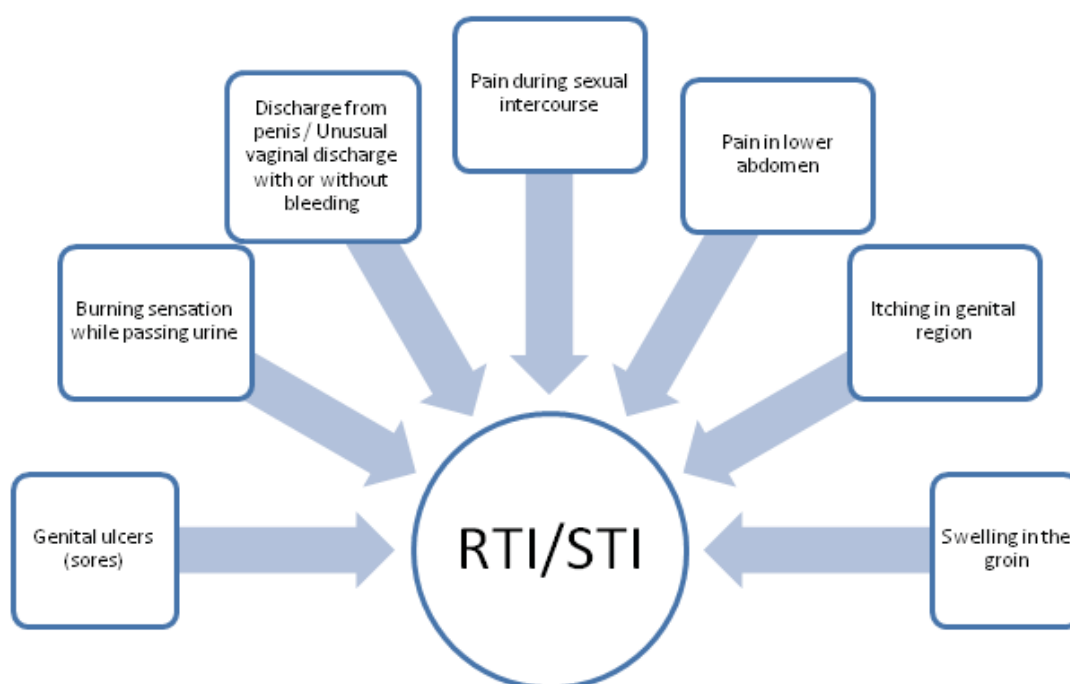 Pain during sexual
intercourse
Discharge from
penis / Unusual
vaginal discharge
with or without
bleeding
Pain in lower
abdomen
Burning sensation
while passing urine
Itching in genital
region
Genital ulcers
(sores)
RTI/STI
Swelling in the
groin